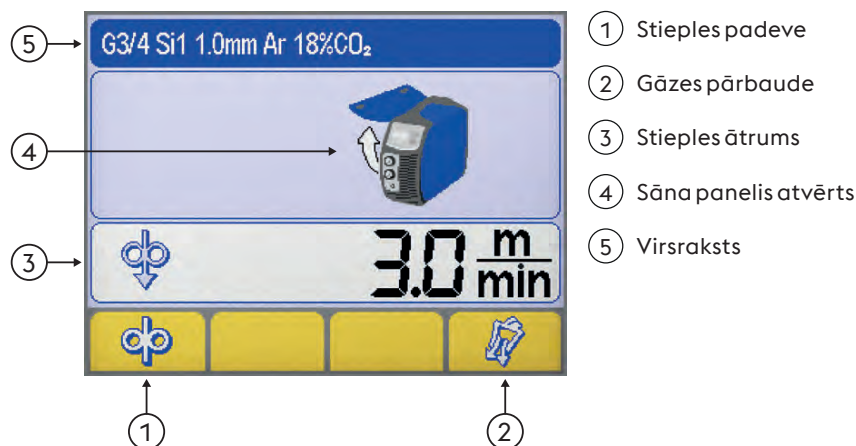 5 G3/4 Si1 1.0mm Ar 18%CO₂
4
3 3.0 m/min
1 2
1 Stieples padeve
2 Gāzes pārbaude
3 Stieples ātrums
4 Sāna panelis atvērts
5 Virsraksts